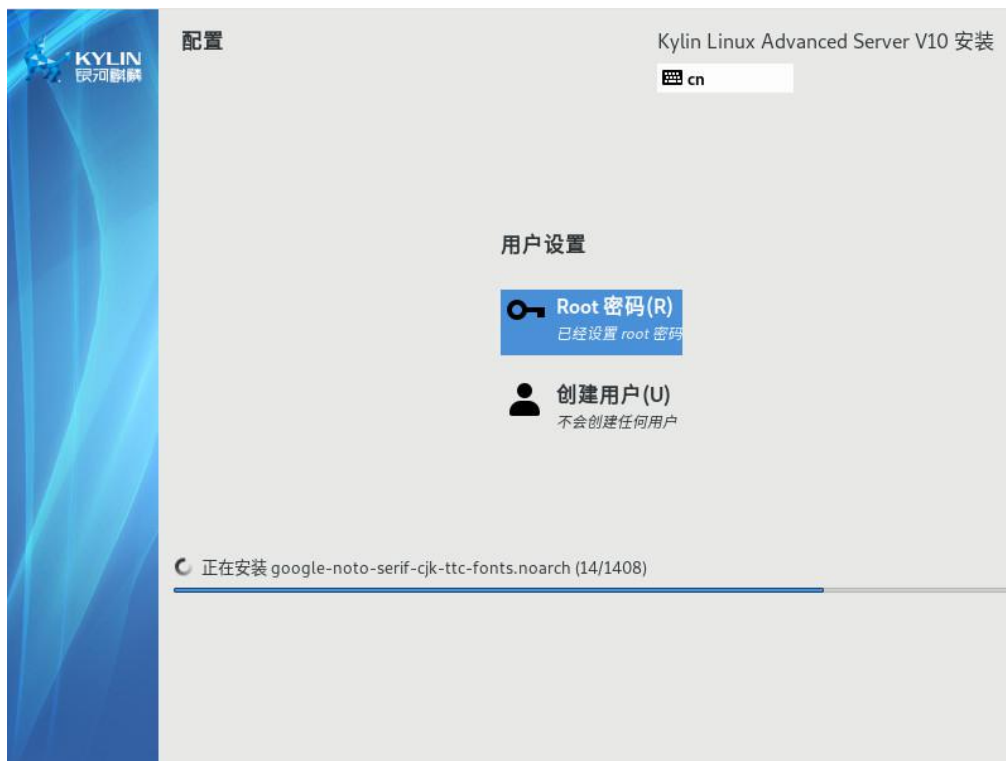 KYLIN
银河麒麟
配置
Kylin Linux Advanced Server V10 安装
cn
用户设置
Root 密码(R)
已经设置 root 密码
创建用户(U)
不会创建任何用户
正在安装 google-noto-serif-cjk-ttc-fonts.noarch (14/1408)